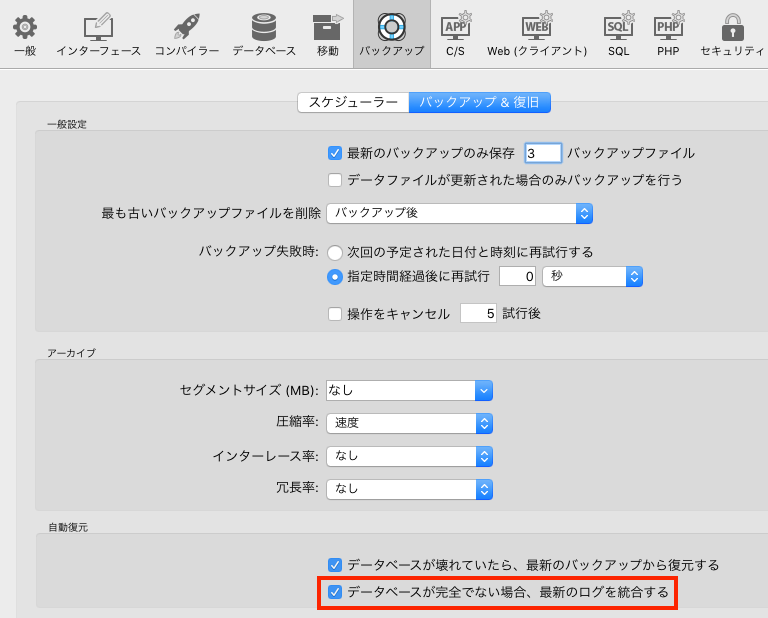 APP WEB SQL PHP
一般 インターフェース コンパイラー データベース 移動 バックアップ C/S Web (クライアント) SQL PHP セキュリティ
スケジューラー バックアップ & 復旧
一般設定
最新のバックアップのみ保存 3 バックアップファイル
データファイルが更新された場合のみバックアップを行う
最も古いバックアップファイルを削除 バックアップ後
バックアップ失敗時: 次回の予定された日付と時刻に再試行する
指定時間経過後に再試行 0 秒
操作をキャンセル 5 試行後
アーカイブ
セグメントサイズ (MB): なし
圧縮率: 速度
インターレース率: なし
冗長率: なし
自動復元
データベースが壊れていたら、最新のバックアップから復元する
データベースが完全でない場合、最新のログを統合する